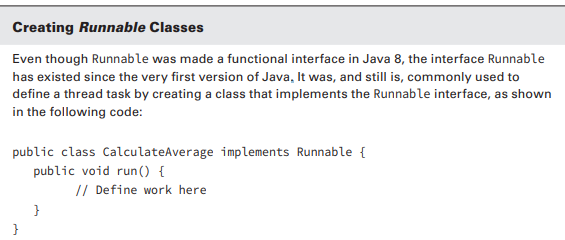 Creating Runnable Classes
Even though Runnable was made a functional interface in Java 8, the interface Runnable
has existed since the very first version of Java. It was, and still is, commonly used to
define a thread task by creating a class that implements the Runnable interface, as shown
in the following code:
public class CalculateAverage implements Runnable {
   public void run() {
         // Define work here
   }
}